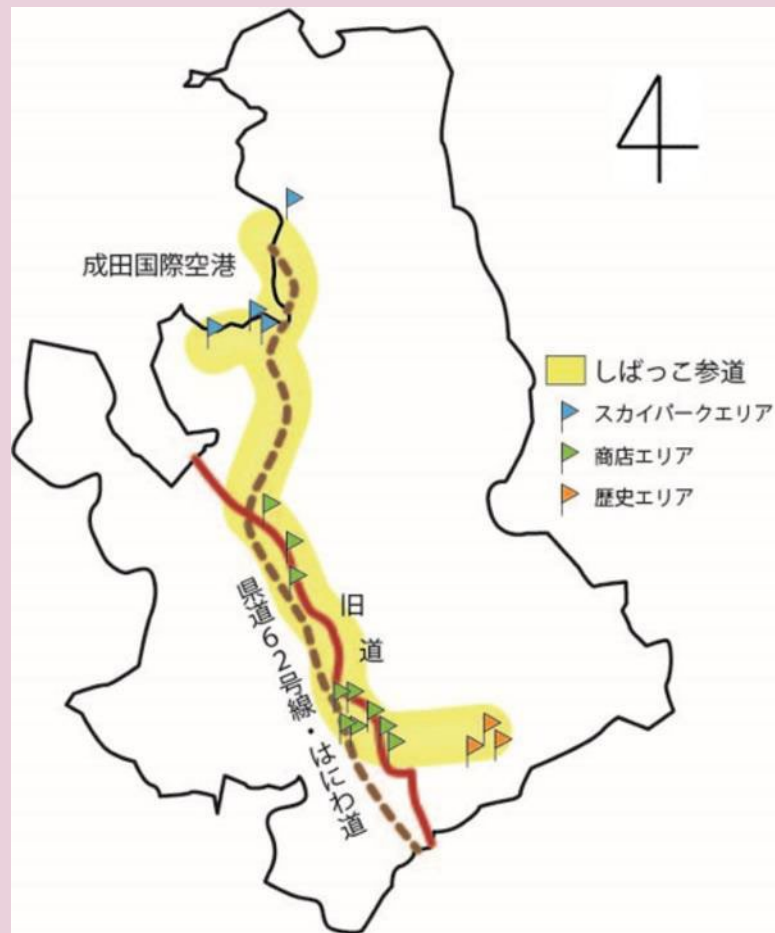 成田国際空港
しばっこ参道
スカイパークエリア
商店エリア
歴史エリア
旧道
県道62号線・はにわ道